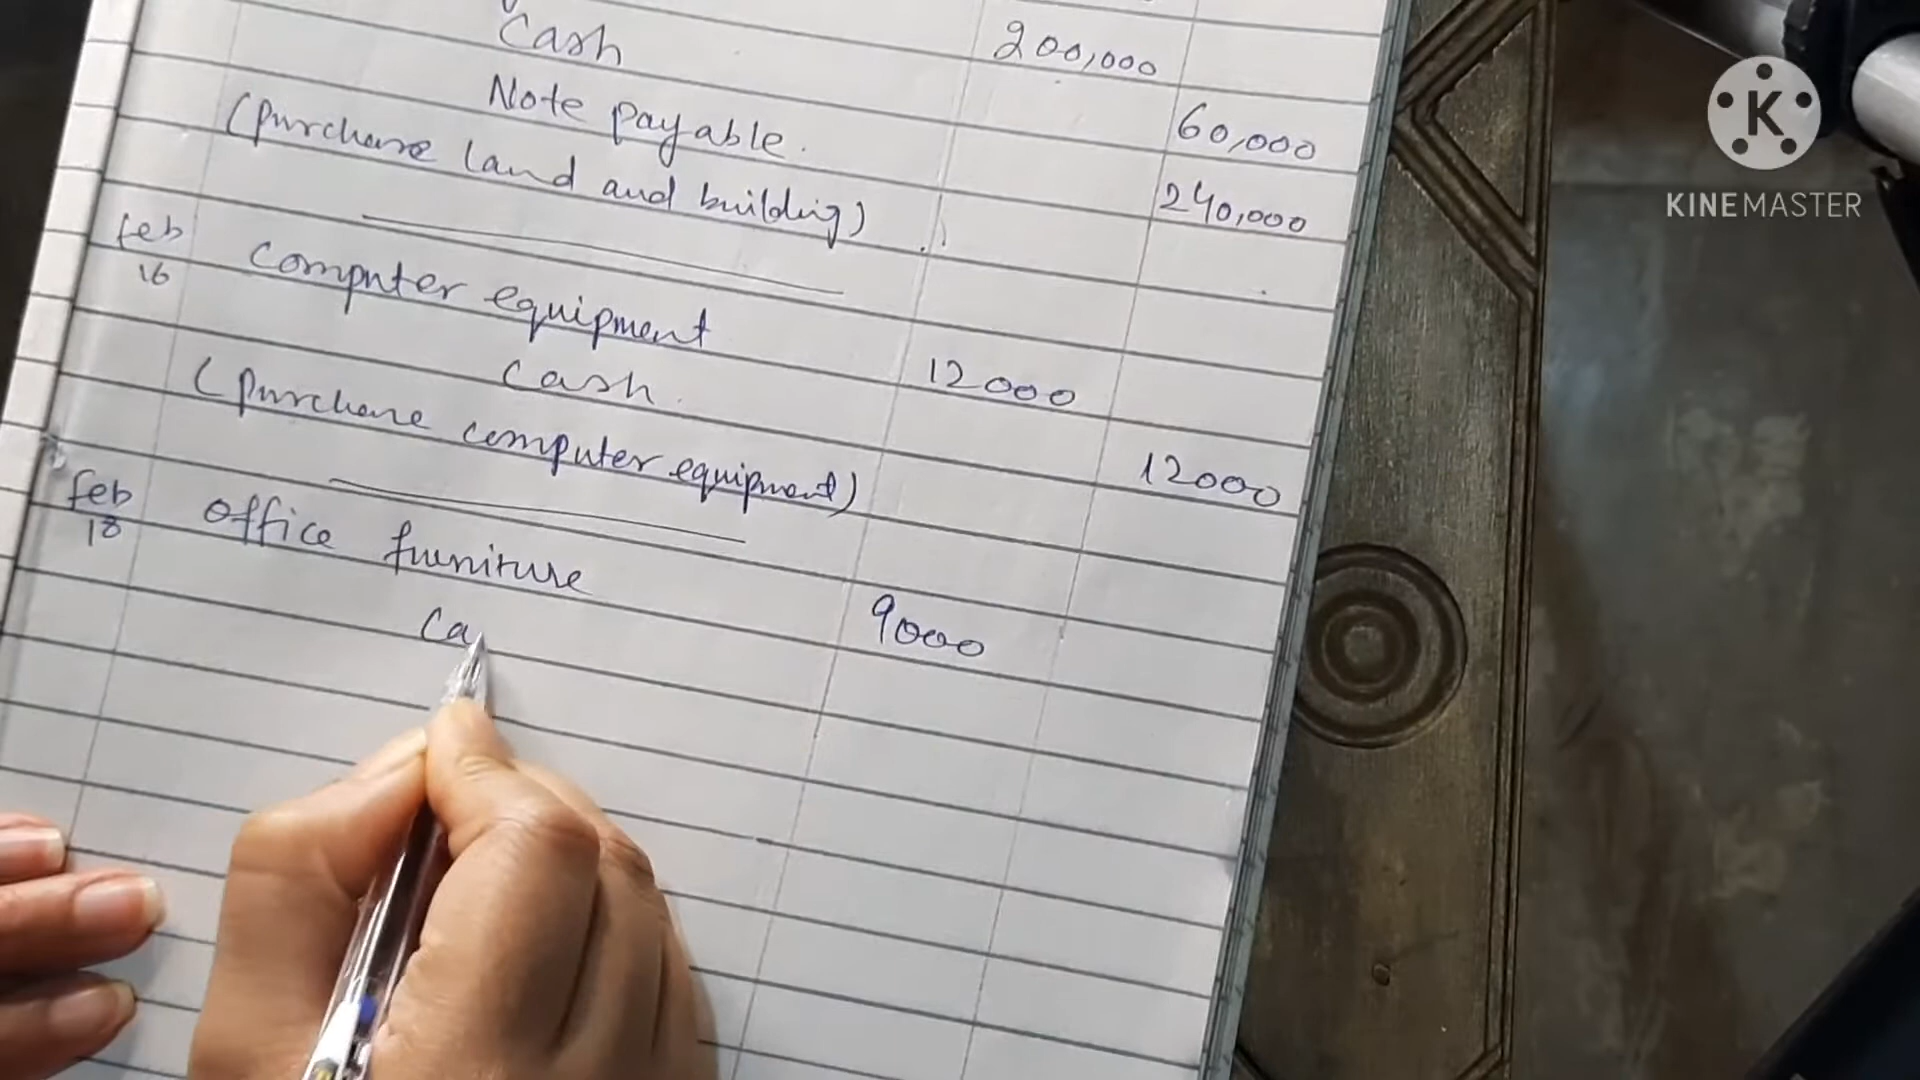 Cash 200,000
Note payable. 60,000
(purchase land and building) 240,000
feb Computer equipment
16
Cash. 12000
(purchase computer equipment) 12000
feb office furniture
18 9000
Ca
K
KINEMASTER